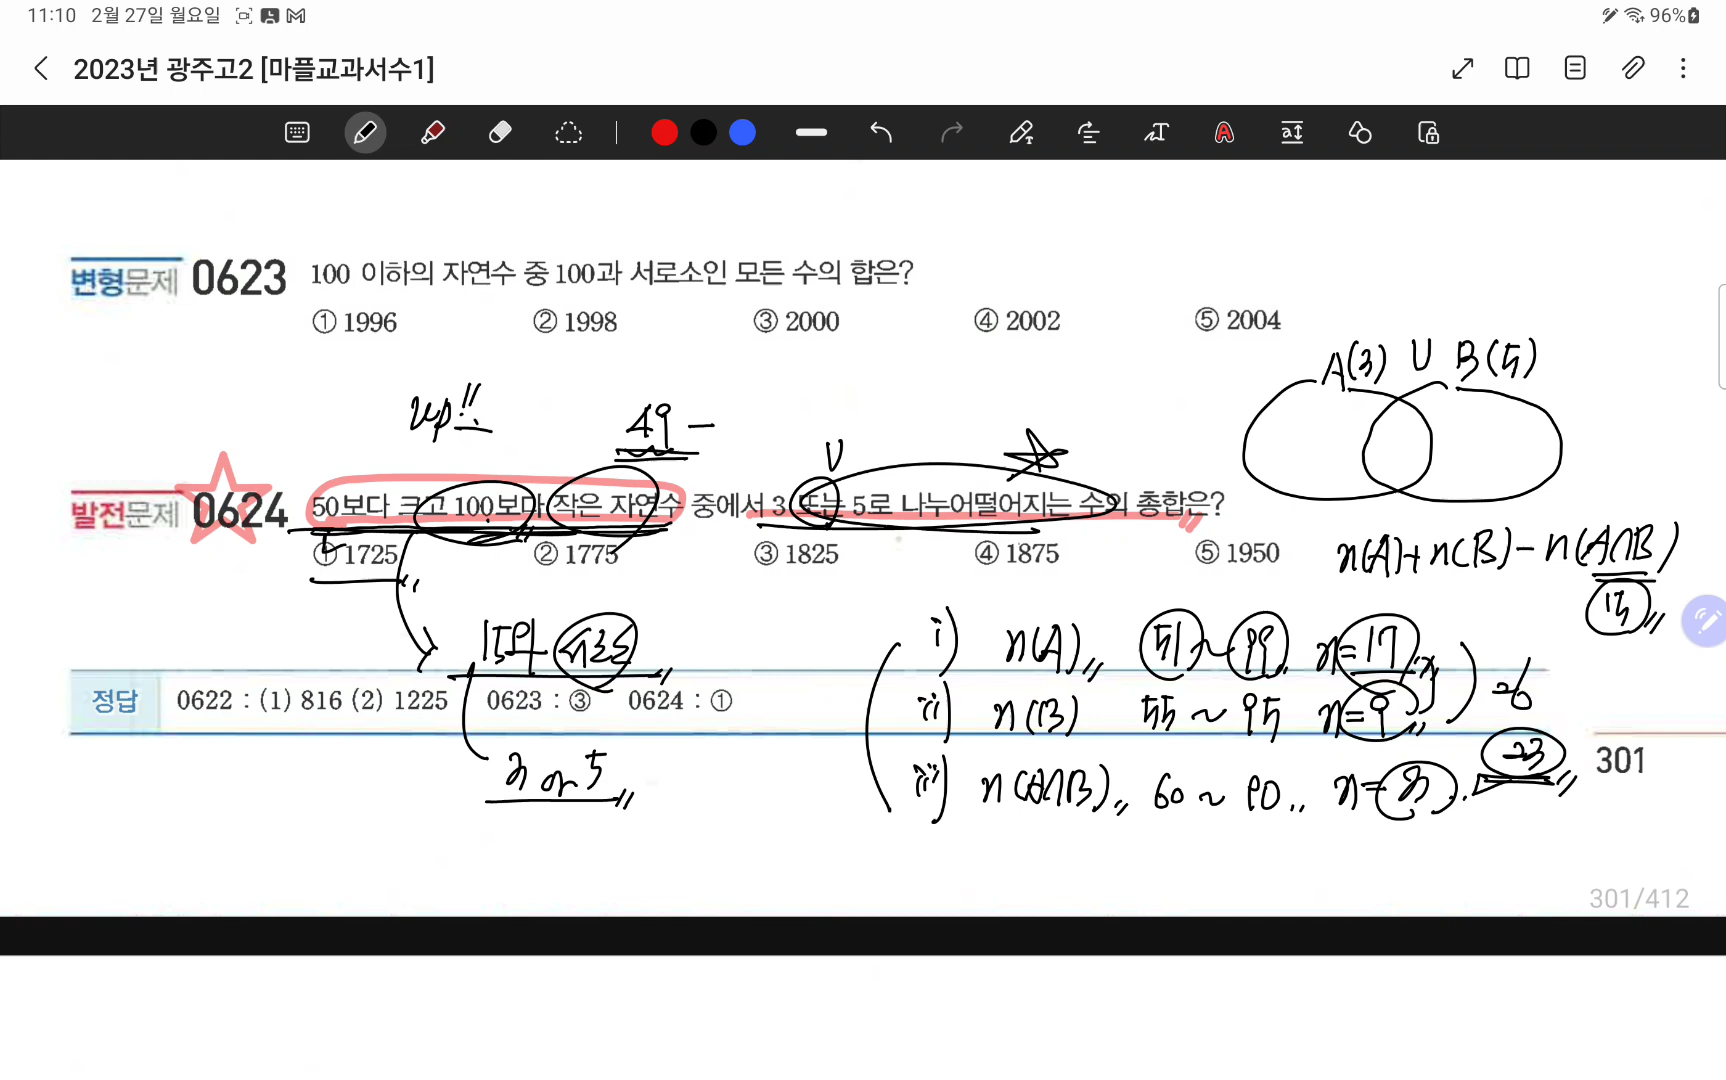 11:10 2월 27일 월요일
96%
2023년 광주고2 [마플교과서수1]
변형문제 0623 100 이하의 자연수 중 100과 서로소인 모든 수의 합은?
① 1996 ② 1998 ③ 2000 ④ 2002 ⑤ 2004
A(3) U B(5)
up!!
49 -
U
발전문제 0624 50보다 크고 100보다 작은 자연수 중에서 3 또는 5로 나누어떨어지는 수의 총합은?
① 1725 ② 1775 ③ 1825 ④ 1875 ⑤ 1950
n(A)+n(B)-n(A∩B)
15
i) n(A), 51~99. n=17
정답 0622 : (1) 816 (2) 1225 0623 : ③ 0624 : ①
ii) n(B) 55~95 n=9
26
3 or 5
iii) n(A∩B), 60~90.. n=3.
23
301
301/412